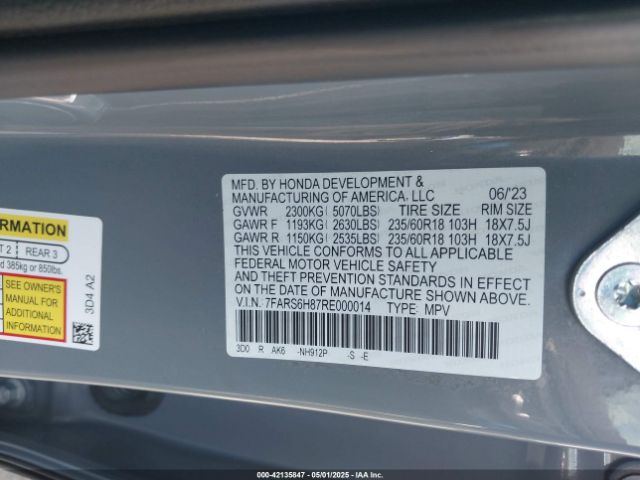 FORMATION
T 2 REAR 3
d 385kg or 850lbs.
SEE OWNER'S
MANUAL FOR
ADDITIONAL
INFORMATION
3D4 A2
MFD. BY HONDA DEVELOPMENT &
MANUFACTURING OF AMERICA, LLC 06/'23
GVWR 2300KG( 5070LBS) TIRE SIZE RIM SIZE
GAWR F 1193KG( 2630LBS) 235/60R18 103H 18X7.5J
GAWR R 1150KG( 2535LBS) 235/60R18 103H 18X7.5J
THIS VEHICLE CONFORMS TO ALL APPLICABLE
FEDERAL MOTOR VEHICLE SAFETY
AND THEFT PREVENTION STANDARDS IN EFFECT
ON THE DATE OF MANUFACTURE SHOWN ABOVE.
V.I.N. 7FARS6H87RE000014 TYPE: MPV
3D0 R AK6 -NH912P -S -E
000-42135847 - 05/01/2025 - IAA Inc. ALL RIGHTS RESERVED